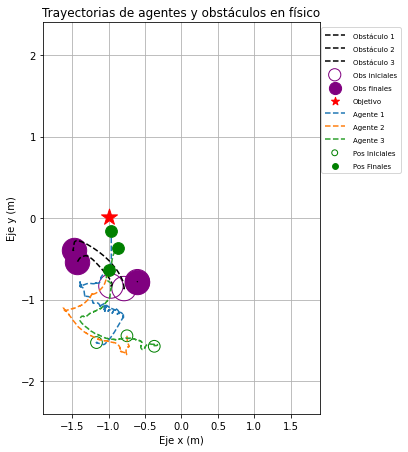 Trayectorias de agentes y obstáculos en físico
Obstáculo 1
Obstáculo 2
Obstáculo 3
Obs iniciales
Obs finales
Objetivo
Agente 1
Agente 2
Agente 3
Pos Iniciales
Pos Finales
Eje y (m)
2
1
0
−1
−2
−1.5
−1.0
−0.5
0.0
0.5
1.0
1.5
Eje x (m)